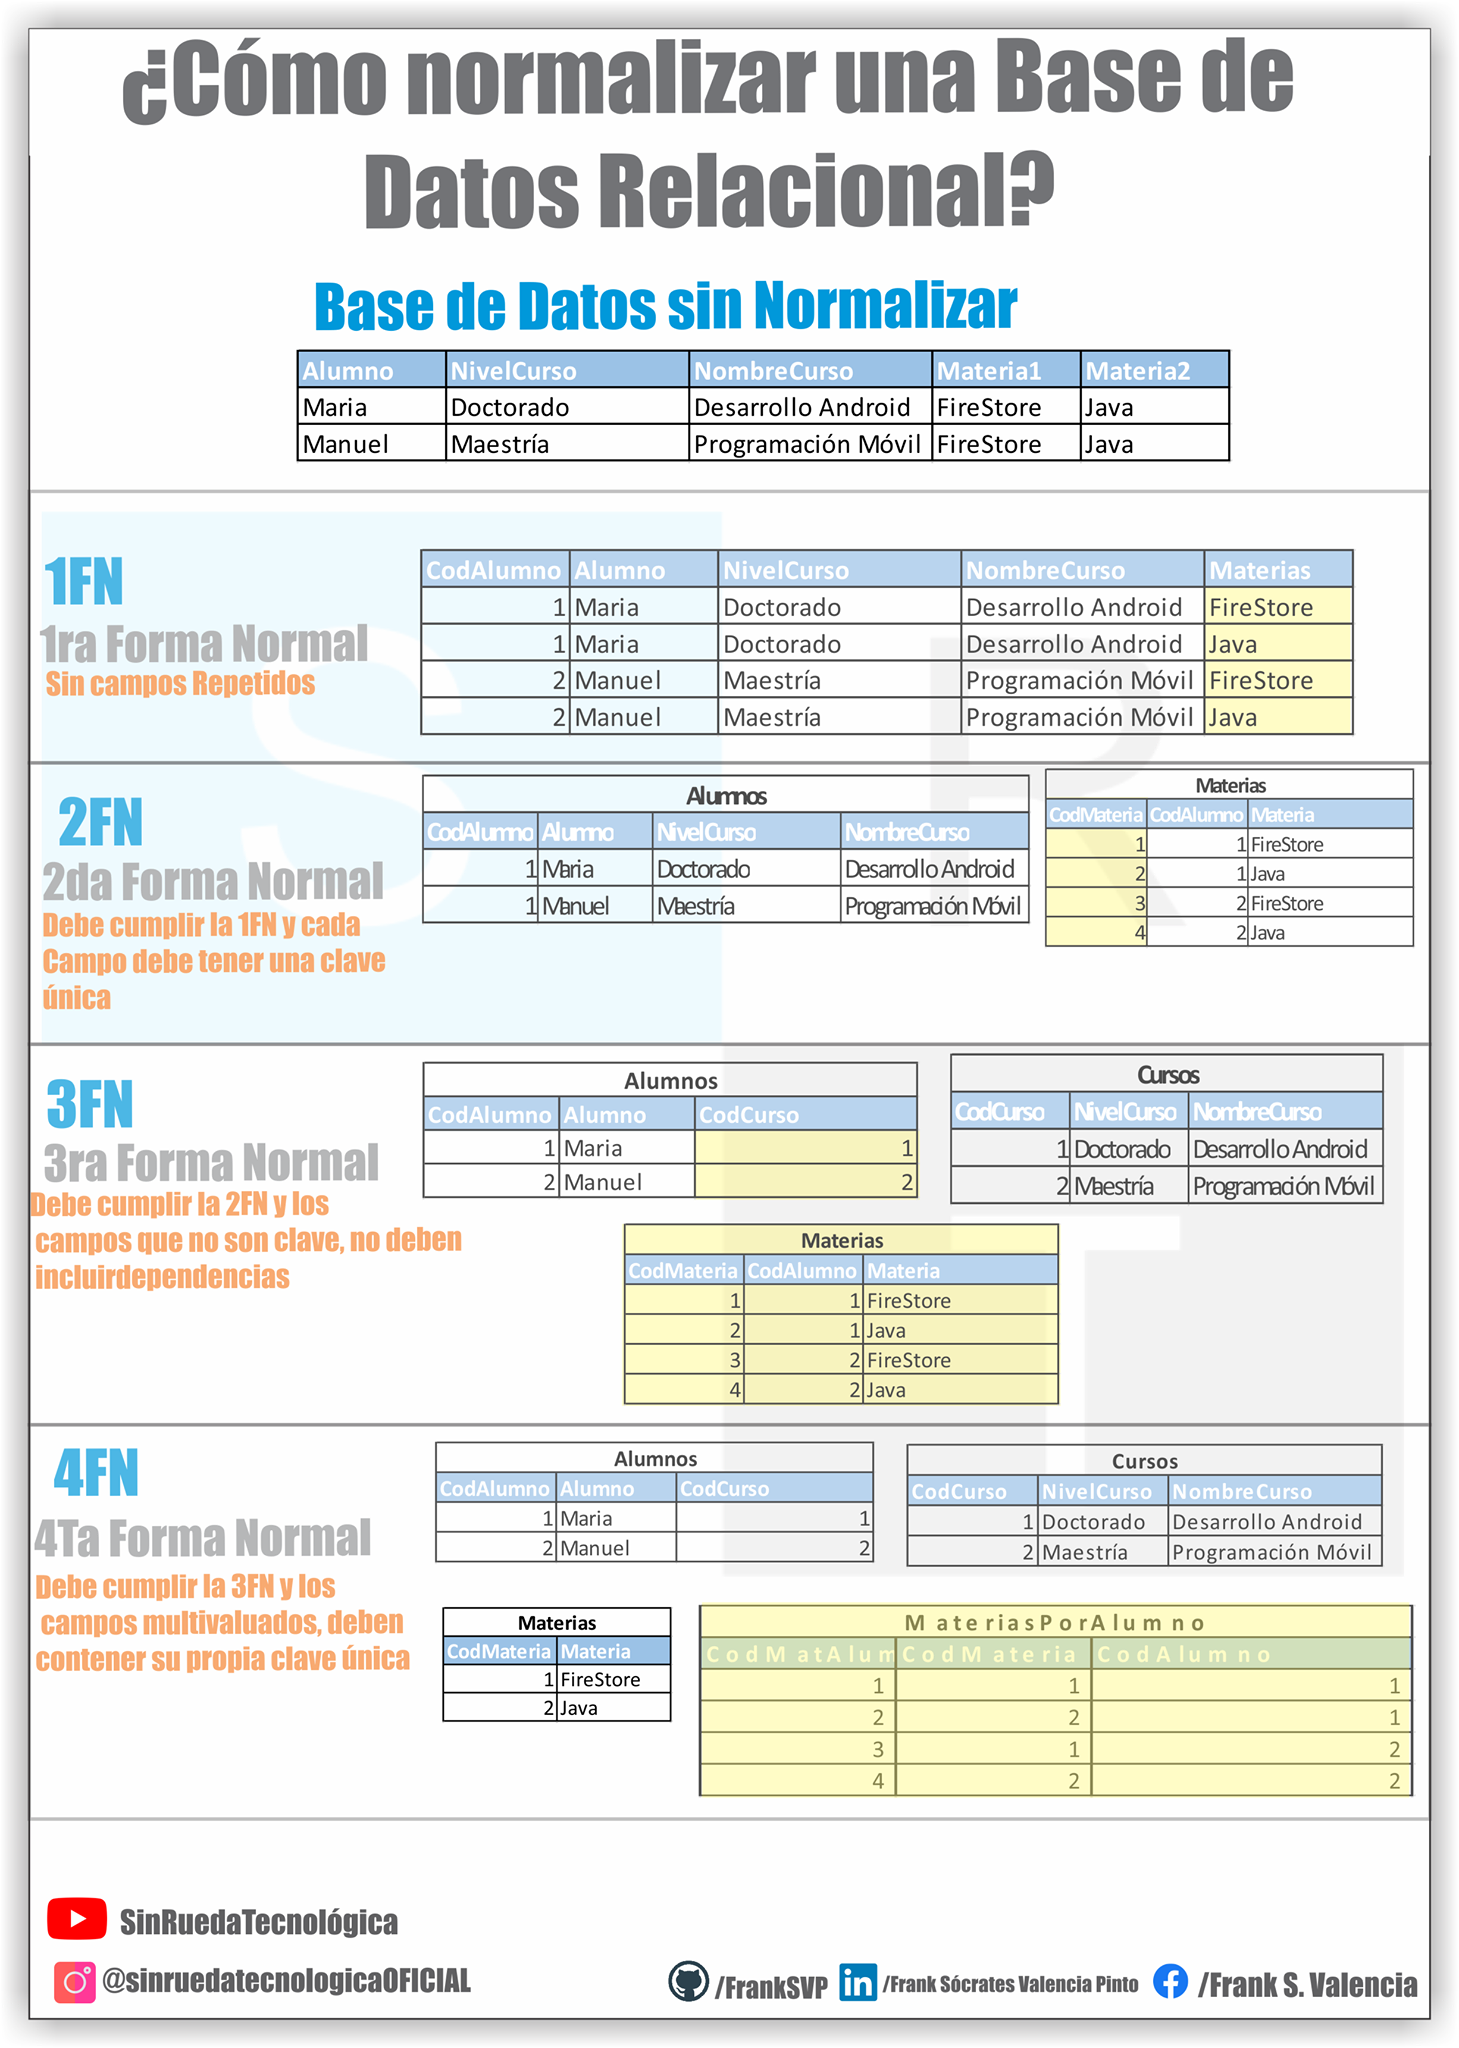 ¿Cómo normalizar una Base de
Datos Relacional?
Base de Datos sin Normalizar
Alumno NivelCurso NombreCurso Materia1 Materia2
Maria Doctorado Desarrollo Android FireStore Java
Manuel Maestría Programación Móvil FireStore Java
1FN
1ra Forma Normal
Sin campos Repetidos
CodAlumno Alumno NivelCurso NombreCurso Materias
1 Maria Doctorado Desarrollo Android FireStore
1 Maria Doctorado Desarrollo Android Java
2 Manuel Maestría Programación Móvil FireStore
2 Manuel Maestría Programación Móvil Java
2FN
2da Forma Normal
Debe cumplir la 1FN y cada
Campo debe tener una clave
única
Alumnos
CodAlumno Alumno NivelCurso NombreCurso
1 Maria Doctorado Desarrollo Android
1 Manuel Maestría Programación Móvil
Materias
CodMateria CodAlumno Materia
1 1 FireStore
2 1 Java
3 2 FireStore
4 2 Java
3FN
3ra Forma Normal
Debe cumplir la 2FN y los
campos que no son clave, no deben
incluirdependencias
Alumnos
CodAlumno Alumno CodCurso
1 Maria 1
2 Manuel 2
Cursos
CodCurso NivelCurso NombreCurso
1 Doctorado Desarrollo Android
2 Maestría Programación Móvil
Materias
CodMateria CodAlumno Materia
1 1 FireStore
2 1 Java
3 2 FireStore
4 2 Java
4FN
4Ta Forma Normal
Debe cumplir la 3FN y los
campos multivaluados, deben
contener su propia clave única
Alumnos
CodAlumno Alumno CodCurso
1 Maria 1
2 Manuel 2
Cursos
CodCurso NivelCurso NombreCurso
1 Doctorado Desarrollo Android
2 Maestría Programación Móvil
Materias
CodMateria Materia
1 FireStore
2 Java
MateriasPorAlumno
CodMatAlum CodMateria CodAlumno
1 1 1
2 2 1
3 1 2
4 2 2
S R T
SinRuedaTecnológica
@sinruedatecnologicaOFICIAL
/FrankSVP in /Frank Sócrates Valencia Pinto /Frank S. Valencia